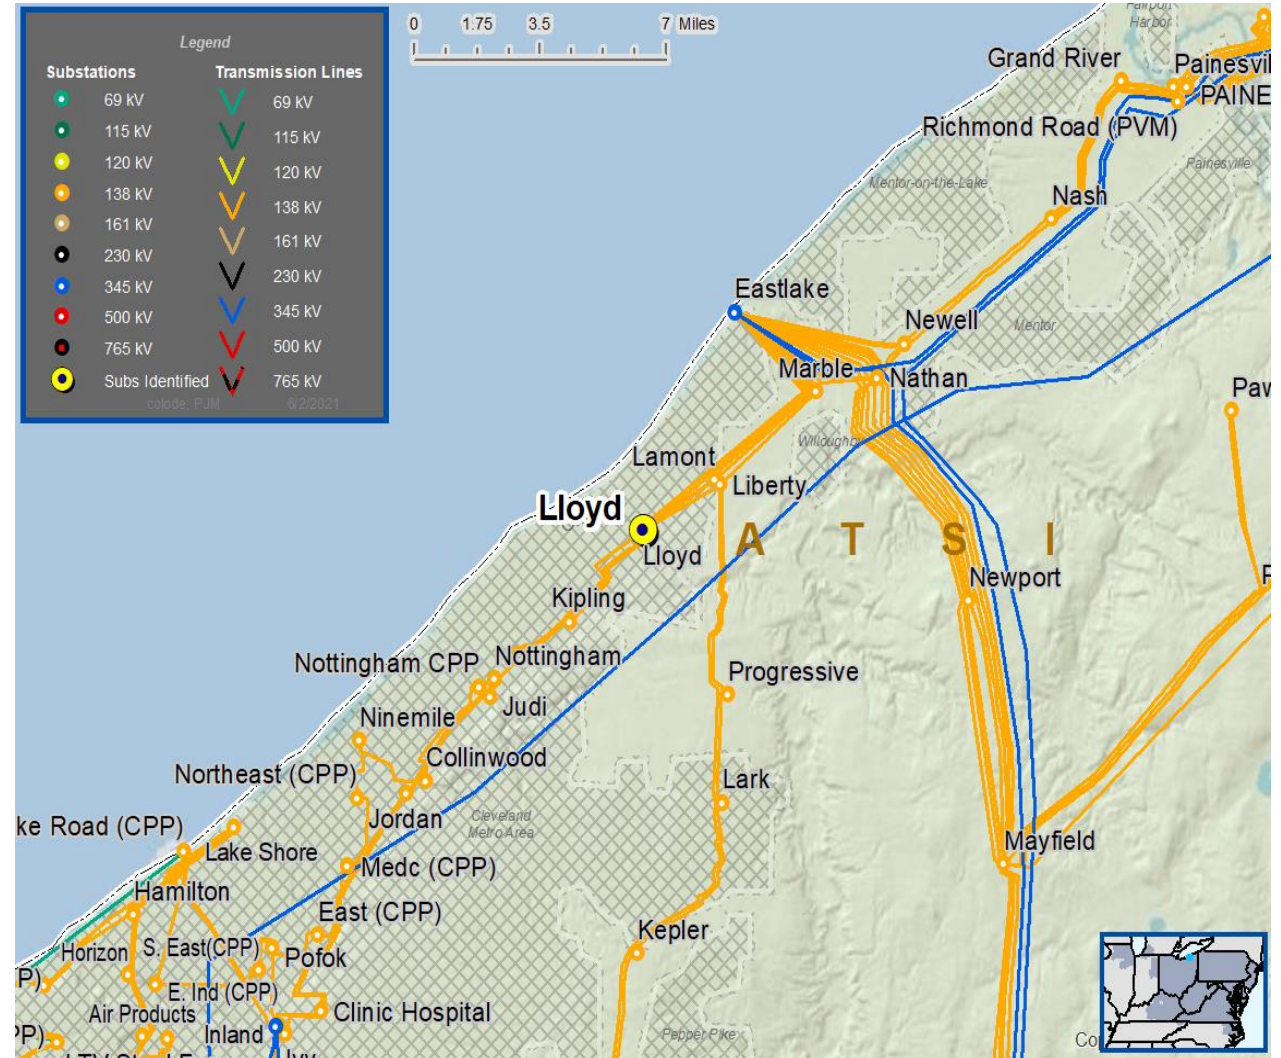 Legend
Substations
Transmission Lines
69 kV
69 kV
115 kV
115 kV
120 kV
120 kV
138 kV
138 kV
161 kV
161 kV
230 kV
230 kV
345 kV
345 kV
500 kV
500 kV
765 kV
765 kV
Subs Identified
colode: PJM 6/2/2021
0 1.75 3.5 7 Miles
Harbor
Grand River
Painesvil
PAINE
Richmond Road (PVM)
Painesville
Mentor-on-the-Lake
Nash
Eastlake
Newell
Mentor
Marble
Nathan
Paw
Willoughby
Lamont
Liberty
Lloyd
Lloyd
A T S I
Newport
Kipling
Nottingham CPP
Nottingham
Progressive
Judi
Ninemile
Collinwood
Northeast (CPP)
Lark
Jordan
Cleveland
Metro Area
ke Road (CPP)
Lake Shore
Mayfield
Medc (CPP)
Hamilton
East (CPP)
Kepler
Horizon
S. East(CPP)
Pofok
P)
E. Ind (CPP)
Air Products
Clinic Hospital
Inland
PP)
Pepper Pike
Co